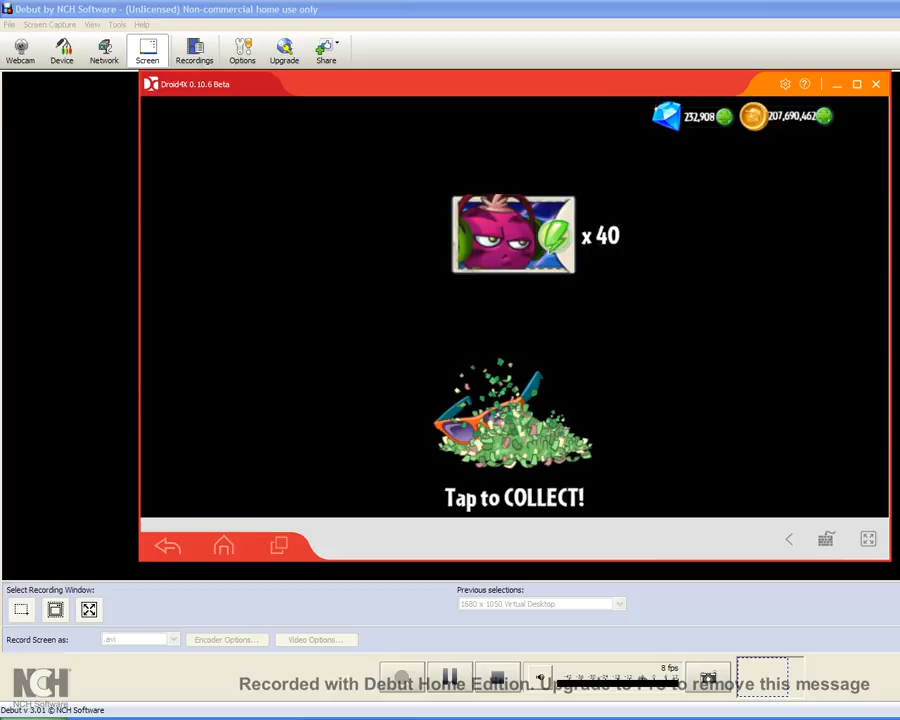 Debut by NCH Software - (Unlicensed) Non-commercial home use only
File Screen Capture View Tools Help
Webcam Device Network Screen Recordings Options Upgrade Share
Droid4X 0.10.6 Beta
232,908 207,690,462
x 40
Tap to COLLECT!
Select Recording Window: Previous selections:
1680 x 1050 Virtual Desktop
Record Screen as: .avi Encoder Options... Video Options...
8 fps
Recorded with Debut Home Edition. Upgrade to Pro to remove this message
NCH
NCH Software
Debut v 3.01 © NCH Software